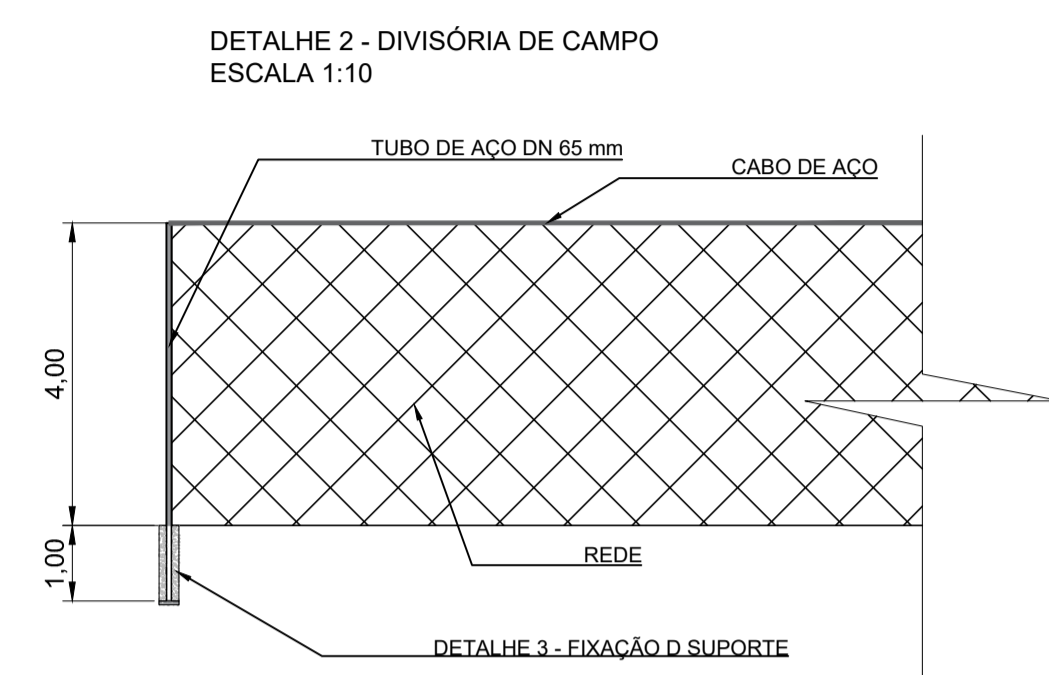 DETALHE 2 - DIVISÓRIA DE CAMPO
ESCALA 1:10
TUBO DE AÇO DN 65 mm
CABO DE AÇO
4,00
1,00
REDE
DETALHE 3 - FIXAÇÃO D SUPORTE